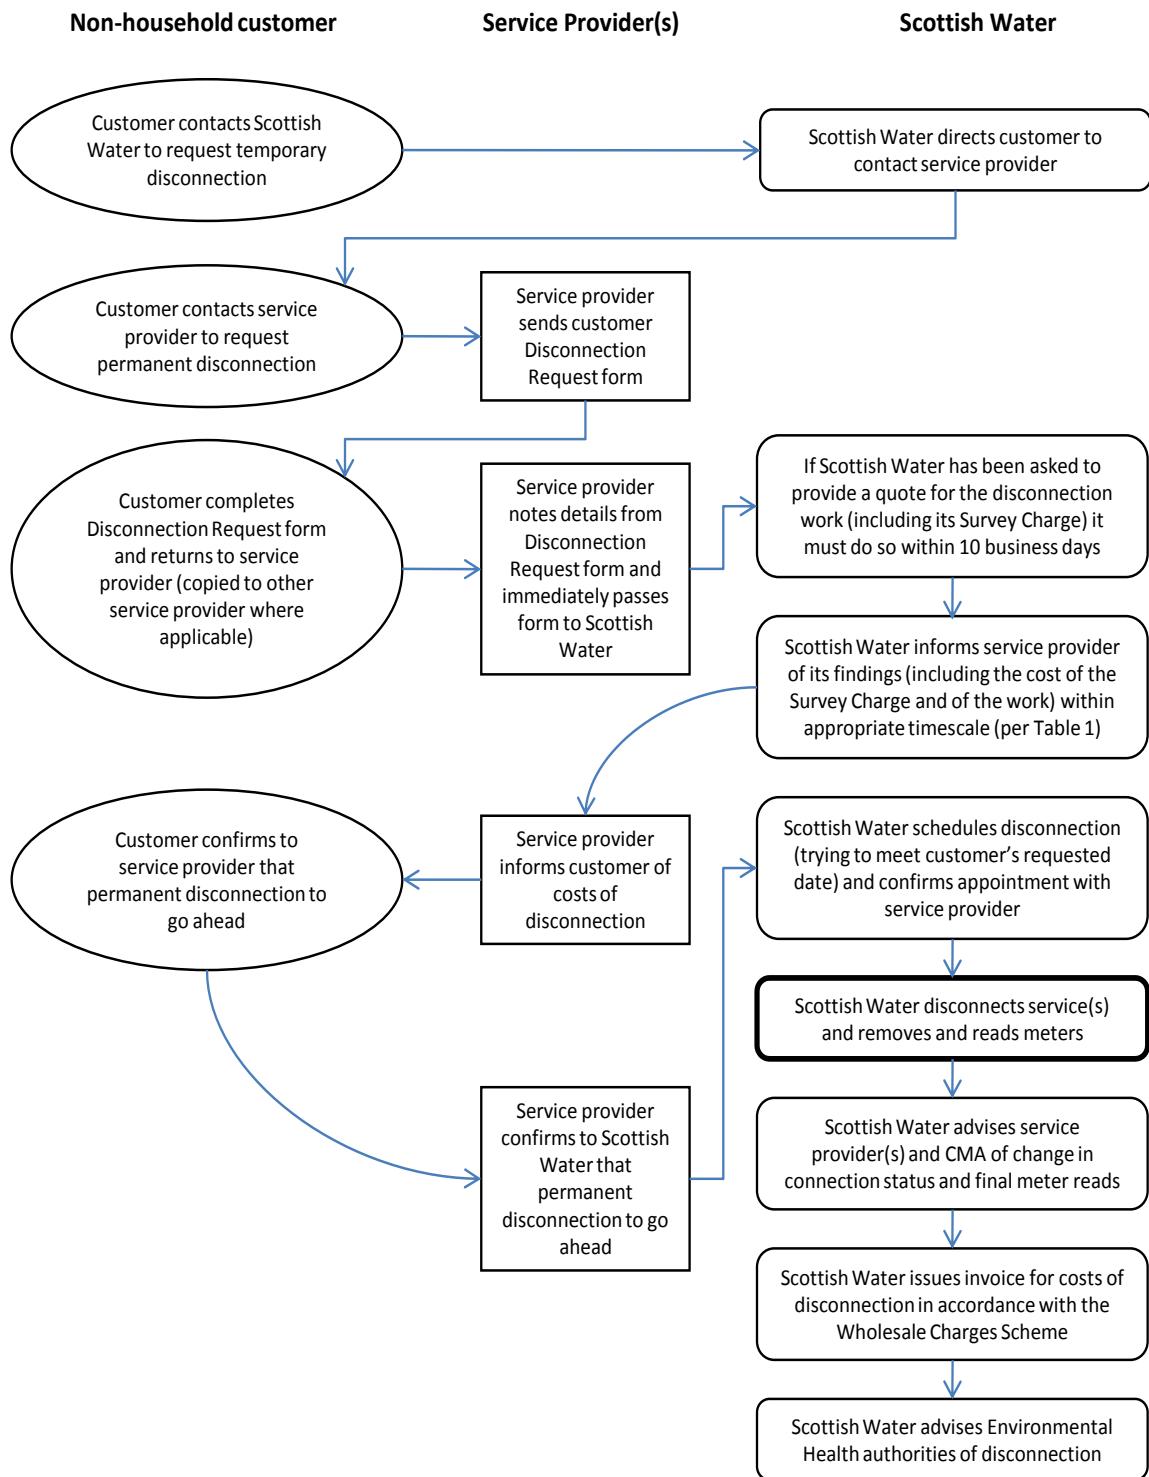 Non-household customer
Service Provider(s)
Scottish Water
Customer contacts Scottish
Water to request temporary
disconnection
Scottish Water directs customer to
contact service provider
Customer contacts service
provider to request
permanent disconnection
Service provider
sends customer
Disconnection
Request form
Customer completes
Disconnection Request form
and returns to service
provider (copied to other
service provider where
applicable)
Service provider
notes details from
Disconnection
Request form and
immediately passes
form to Scottish
Water
If Scottish Water has been asked to
provide a quote for the disconnection
work (including its Survey Charge) it
must do so within 10 business days
Scottish Water informs service provider
of its findings (including the cost of the
Survey Charge and of the work) within
appropriate timescale (per Table 1)
Customer confirms to
service provider that
permanent disconnection to
go ahead
Service provider
informs customer of
costs of
disconnection
Scottish Water schedules disconnection
(trying to meet customer’s requested
date) and confirms appointment with
service provider
Scottish Water disconnects service(s)
and removes and reads meters
Service provider
confirms to Scottish
Water that
permanent
disconnection to go
ahead
Scottish Water advises service
provider(s) and CMA of change in
connection status and final meter reads
Scottish Water issues invoice for costs of
disconnection in accordance with the
Wholesale Charges Scheme
Scottish Water advises Environmental
Health authorities of disconnection